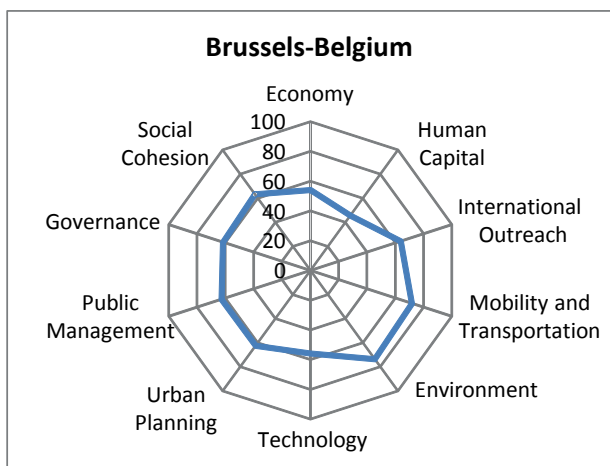 Brussels-Belgium
Economy
Human
Capital
International
Outreach
Mobility and
Transportation
Environment
Technology
Urban
Planning
Public
Management
Governance
Social
Cohesion
100
80
60
40
20
0